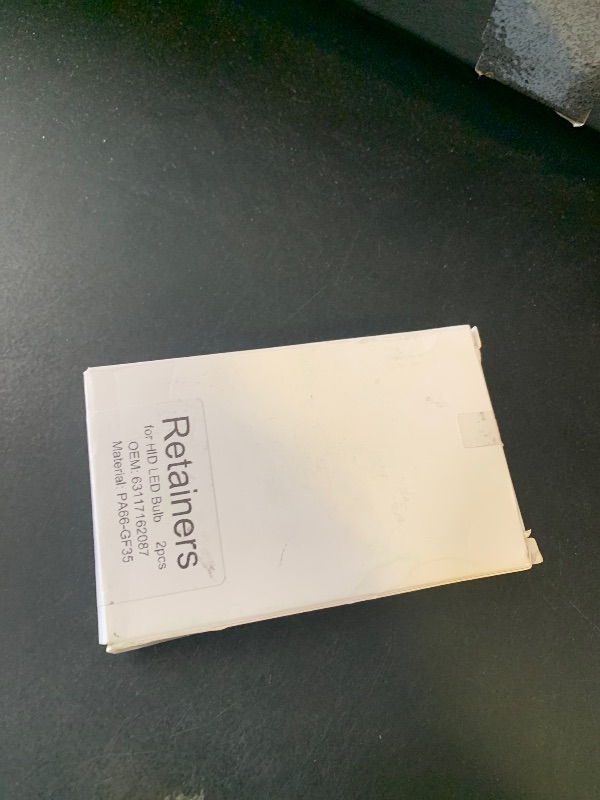 Retainers
for HID LED Bulb 2pcs
OEM: 63117162087
Material: PA66-GF35